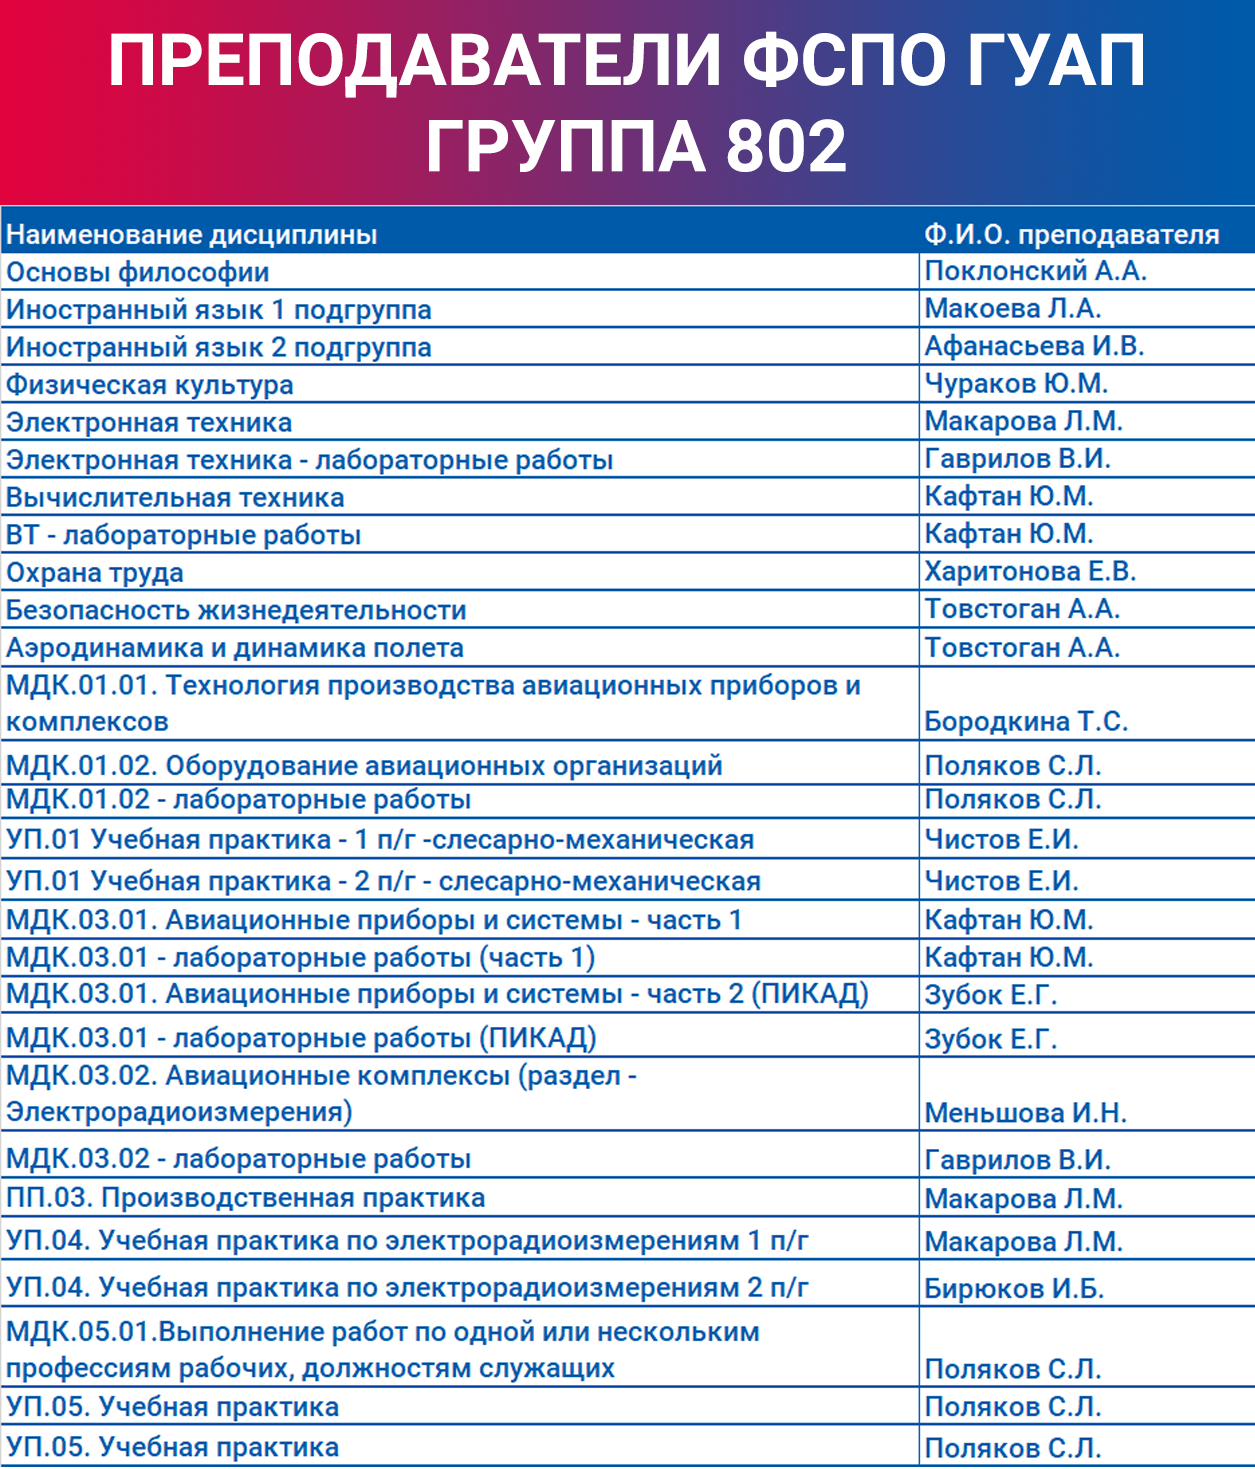 ПРЕПОДАВАТЕЛИ ФСПО ГУАП
ГРУППА 802
Наименование дисциплины Ф.И.О. преподавателя
Основы философии Поклонский А.А.
Иностранный язык 1 подгруппа Макоева Л.А.
Иностранный язык 2 подгруппа Афанасьева И.В.
Физическая культура Чураков Ю.М.
Электронная техника Макарова Л.М.
Электронная техника - лабораторные работы Гаврилов В.И.
Вычислительная техника Кафтан Ю.М.
ВТ - лабораторные работы Кафтан Ю.М.
Охрана труда Харитонова Е.В.
Безопасность жизнедеятельности Товстоган А.А.
Аэродинамика и динамика полета Товстоган А.А.
МДК.01.01. Технология производства авиационных приборов и
комплексов Бородкина Т.С.
МДК.01.02. Оборудование авиационных организаций Поляков С.Л.
МДК.01.02 - лабораторные работы Поляков С.Л.
УП.01 Учебная практика - 1 п/г -слесарно-механическая Чистов Е.И.
УП.01 Учебная практика - 2 п/г - слесарно-механическая Чистов Е.И.
МДК.03.01. Авиационные приборы и системы - часть 1 Кафтан Ю.М.
МДК.03.01 - лабораторные работы (часть 1) Кафтан Ю.М.
МДК.03.01. Авиационные приборы и системы - часть 2 (ПИКАД) Зубок Е.Г.
МДК.03.01 - лабораторные работы (ПИКАД) Зубок Е.Г.
МДК.03.02. Авиационные комплексы (раздел -
Электрорадиоизмерения) Меньшова И.Н.
МДК.03.02 - лабораторные работы Гаврилов В.И.
ПП.03. Производственная практика Макарова Л.М.
УП.04. Учебная практика по электрорадиоизмерениям 1 п/г Макарова Л.М.
УП.04. Учебная практика по электрорадиоизмерениям 2 п/г Бирюков И.Б.
МДК.05.01.Выполнение работ по одной или нескольким
профессиям рабочих, должностям служащих Поляков С.Л.
УП.05. Учебная практика Поляков С.Л.
УП.05. Учебная практика Поляков С.Л.